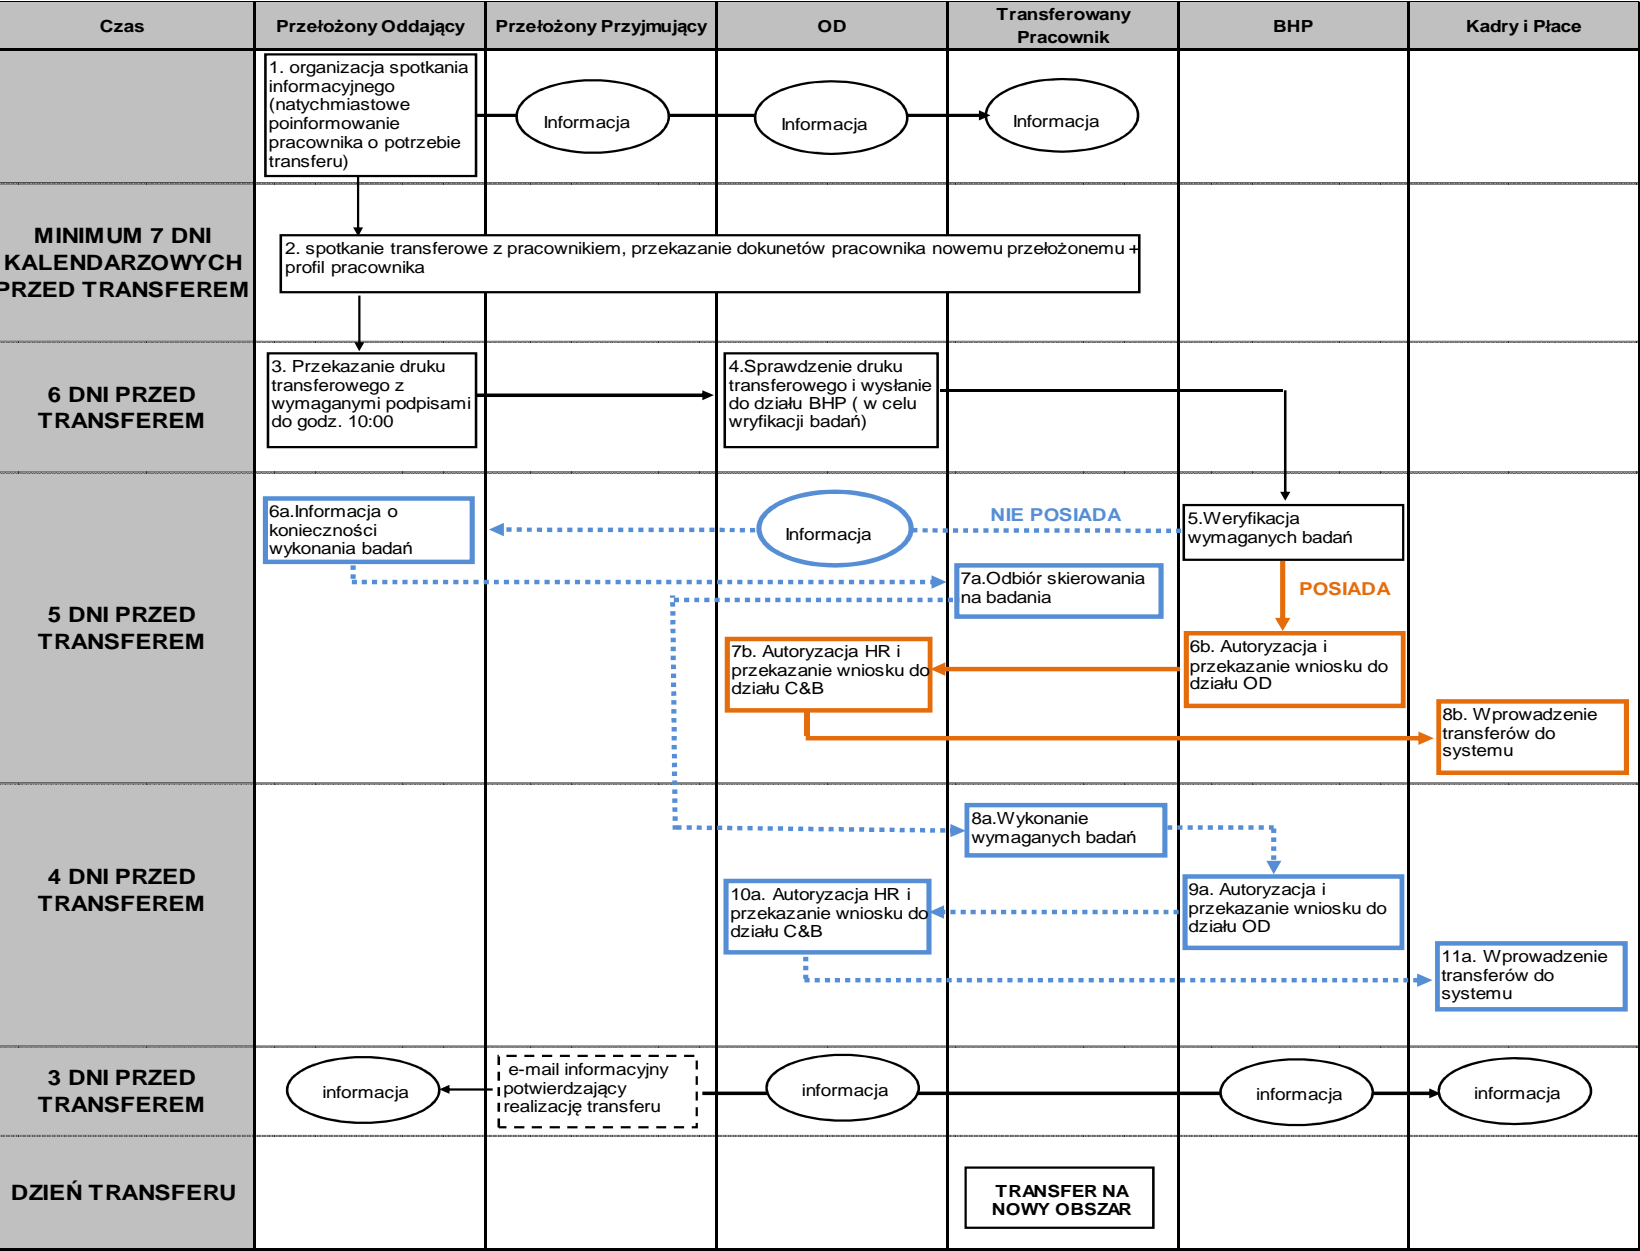 Czas
Przełożony Oddający
Przełożony Przyjmujący
OD
Transferowany
Pracownik
BHP
Kadry i Płace
1. organizacja spotkania
informacyjnego
(natychmiastowe
poinformowanie
pracownika o potrzebie
transferu)
Informacja
Informacja
Informacja
MINIMUM 7 DNI
KALENDARZOWYCH
PRZED TRANSFEREM
2. spotkanie transferowe z pracownikiem, przekazanie dokunetów pracownika nowemu przełożonemu +
profil pracownika
6 DNI PRZED
TRANSFEREM
3. Przekazanie druku
transferowego z
wymaganymi podpisami
do godz. 10:00
4.Sprawdzenie druku
transferowego i wysłanie
do działu BHP ( w celu
wryfikacji badań)
5 DNI PRZED
TRANSFEREM
6a.Informacja o
konieczności
wykonania badań
Informacja
NIE POSIADA
5.Weryfikacja
wymaganych badań
7a.Odbiór skierowania
na badania
POSIADA
7b. Autoryzacja HR i
przekazanie wniosku do
działu C&B
6b. Autoryzacja i
przekazanie wniosku do
działu OD
8b. Wprowadzenie
transferów do
systemu
4 DNI PRZED
TRANSFEREM
8a.Wykonanie
wymaganych badań
10a. Autoryzacja HR i
przekazanie wniosku do
działu C&B
9a. Autoryzacja i
przekazanie wniosku do
działu OD
11a. Wprowadzenie
transferów do
systemu
3 DNI PRZED
TRANSFEREM
informacja
e-mail informacyjny
potwierdzający
realizację transferu
informacja
informacja
informacja
DZIEŃ TRANSFERU
TRANSFER NA
NOWY OBSZAR